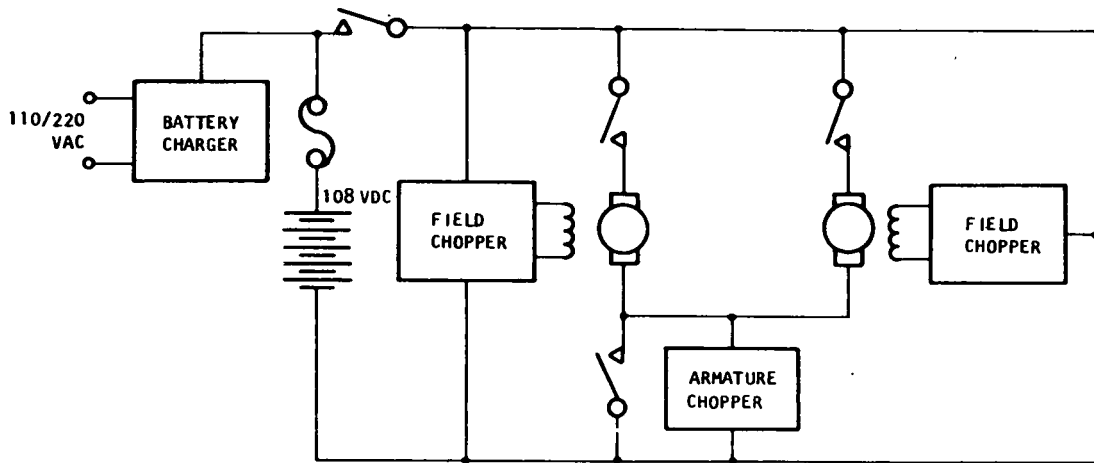 110/220
VAC
BATTERY
CHARGER
108 VDC
FIELD
CHOPPER
FIELD
CHOPPER
ARMATURE
CHOPPER